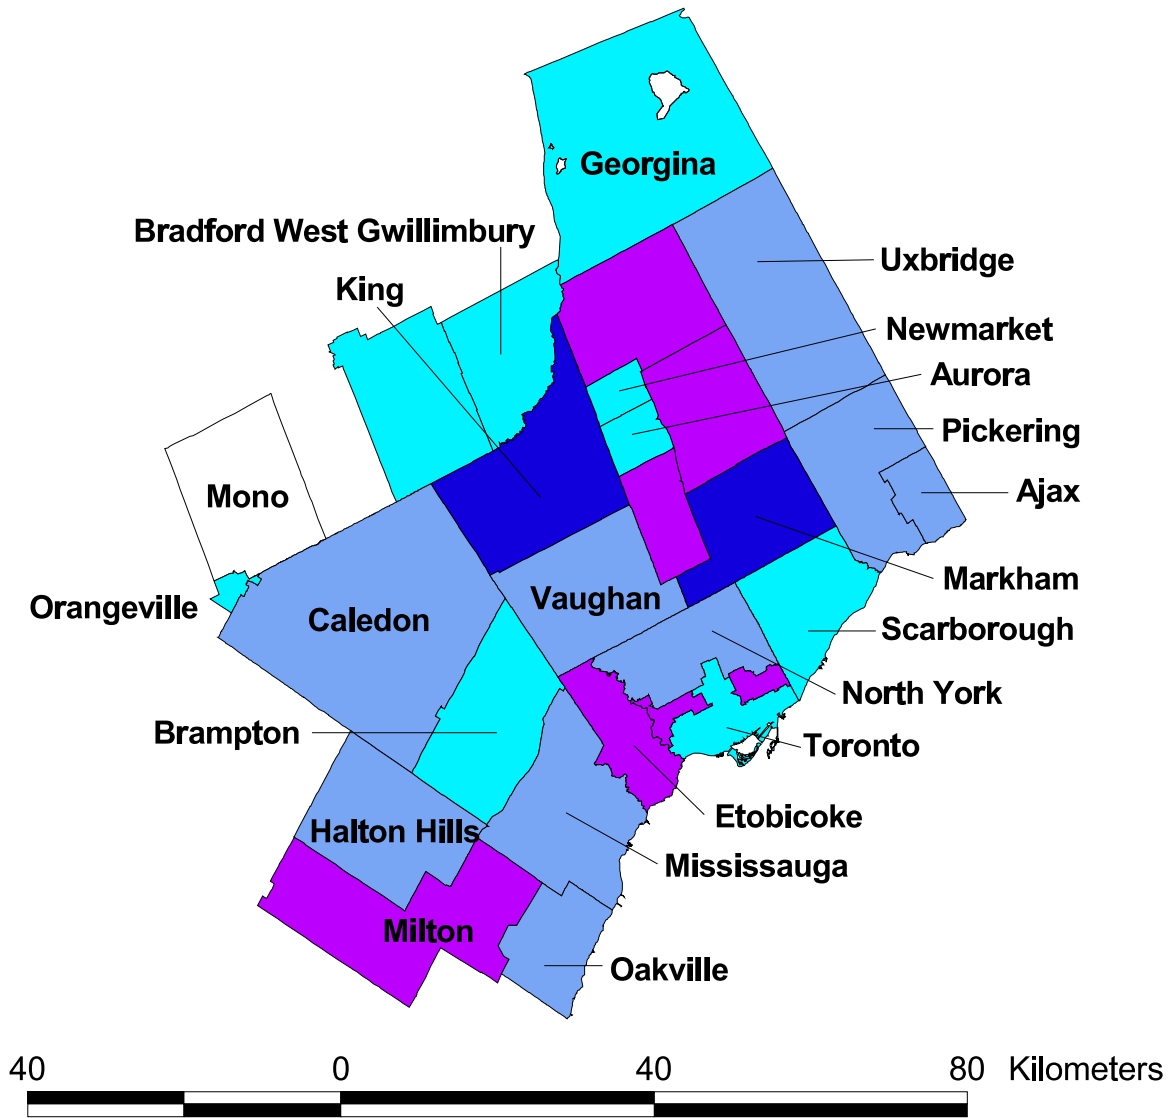 Georgina
Bradford West Gwillimbury
Uxbridge
King
Newmarket
Aurora
Pickering
Mono
Ajax
Markham
Orangeville
Vaughan
Caledon
Scarborough
North York
Brampton
Toronto
Etobicoke
Halton Hills
Mississauga
Milton
Oakville
40 0 40 80 Kilometers